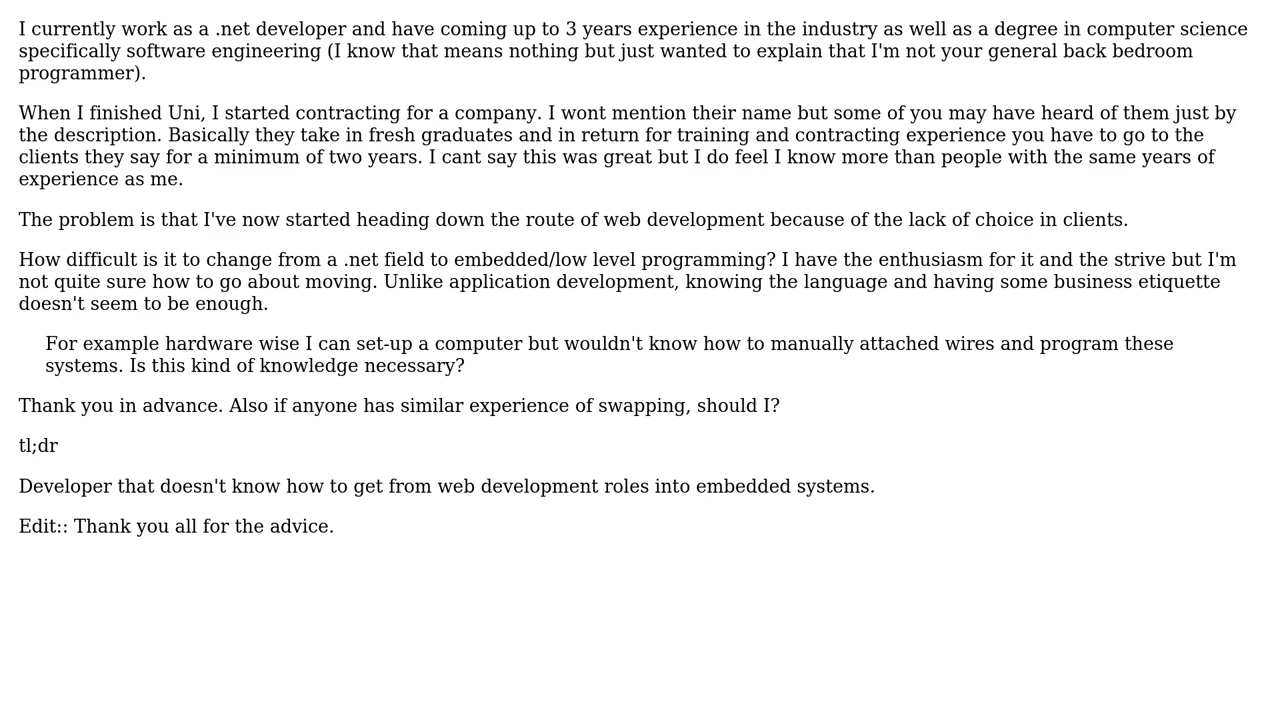 I currently work as a .net developer and have coming up to 3 years experience in the industry as well as a degree in computer science
specifically software engineering (I know that means nothing but just wanted to explain that I'm not your general back bedroom
programmer).
When I finished Uni, I started contracting for a company. I wont mention their name but some of you may have heard of them just by
the description. Basically they take in fresh graduates and in return for training and contracting experience you have to go to the
clients they say for a minimum of two years. I cant say this was great but I do feel I know more than people with the same years of
experience as me.
The problem is that I've now started heading down the route of web development because of the lack of choice in clients.
How difficult is it to change from a .net field to embedded/low level programming? I have the enthusiasm for it and the strive but I'm
not quite sure how to go about moving. Unlike application development, knowing the language and having some business etiquette
doesn't seem to be enough.
For example hardware wise I can set-up a computer but wouldn't know how to manually attached wires and program these
systems. Is this kind of knowledge necessary?
Thank you in advance. Also if anyone has similar experience of swapping, should I?
tl;dr
Developer that doesn't know how to get from web development roles into embedded systems.
Edit:: Thank you all for the advice.